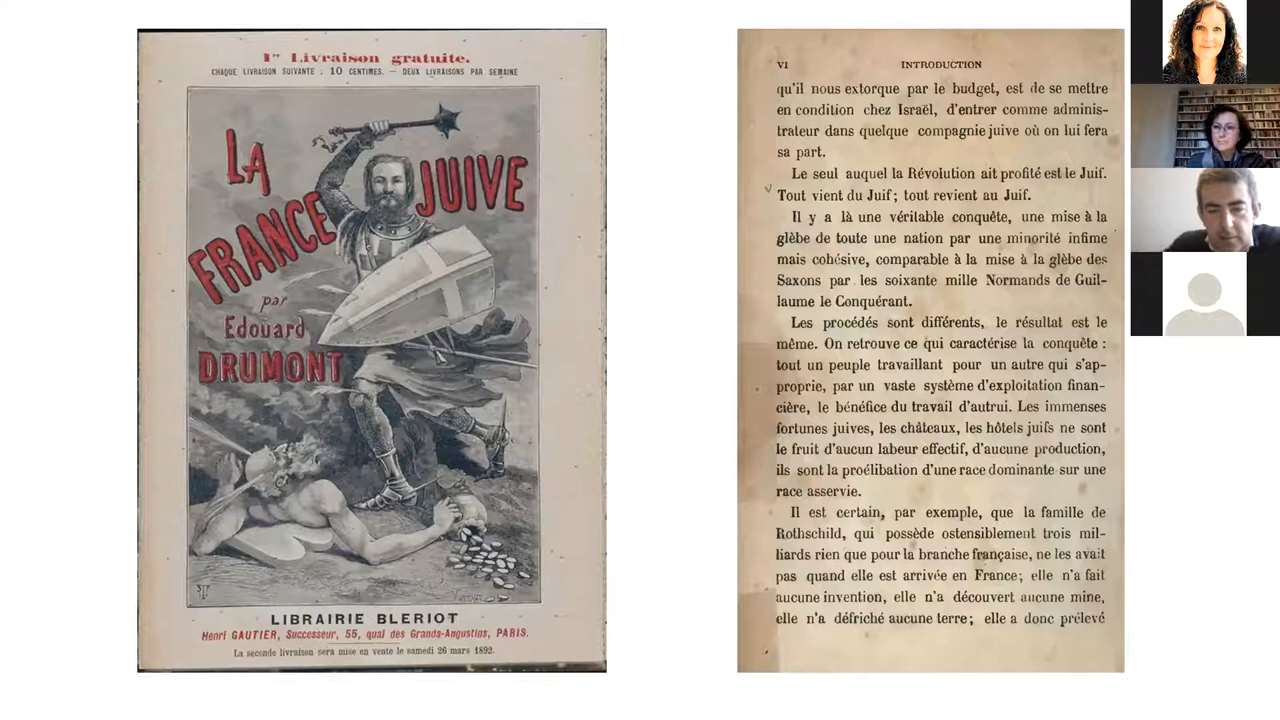 1re Livraison gratuite.
CHAQUE LIVRAISON SUIVANTE : 10 CENTIMES. — DEUX LIVRAISONS PAR SEMAINE
LA
FRANCE
JUIVE
par
Edouard
DRUMONT
LIBRAIRIE BLERIOT
Henri GAUTIER, Successeur, 55, quai des Grands-Augustins, PARIS.
La seconde livraison sera mise en vente le samedi 26 mars 1892.
VI INTRODUCTION
qu'il nous extorque par le budget, est de se mettre
en condition chez Israël, d'entrer comme adminis-
trateur dans quelque compagnie juive où on lui fera
sa part.
Le seul auquel la Révolution ait profité est le Juif.
Tout vient du Juif; tout revient au Juif.
Il y a là une véritable conquête, une mise à la
glèbe de toute une nation par une minorité infime
mais cohésive, comparable à la mise à la glèbe des
Saxons par les soixante mille Normands de Guil-
laume le Conquérant.
Les procédés sont différents, le résultat est le
même. On retrouve ce qui caractérise la conquête :
tout un peuple travaillant pour un autre qui s'ap-
proprie, par un vaste système d'exploitation finan-
cière, le bénéfice du travail d'autrui. Les immenses
fortunes juives, les châteaux, les hôtels juifs ne sont
le fruit d'aucun labeur effectif, d'aucune production,
ils sont la proélibation d'une race dominante sur une
race asservie.
Il est certain, par exemple, que la famille de
Rothschild, qui possède ostensiblement trois mil-
liards rien que pour la branche française, ne les avait
pas quand elle est arrivée en France; elle n'a fait
aucune invention, elle n'a découvert aucune mine,
elle n'a défriché aucune terre; elle a donc prélevé